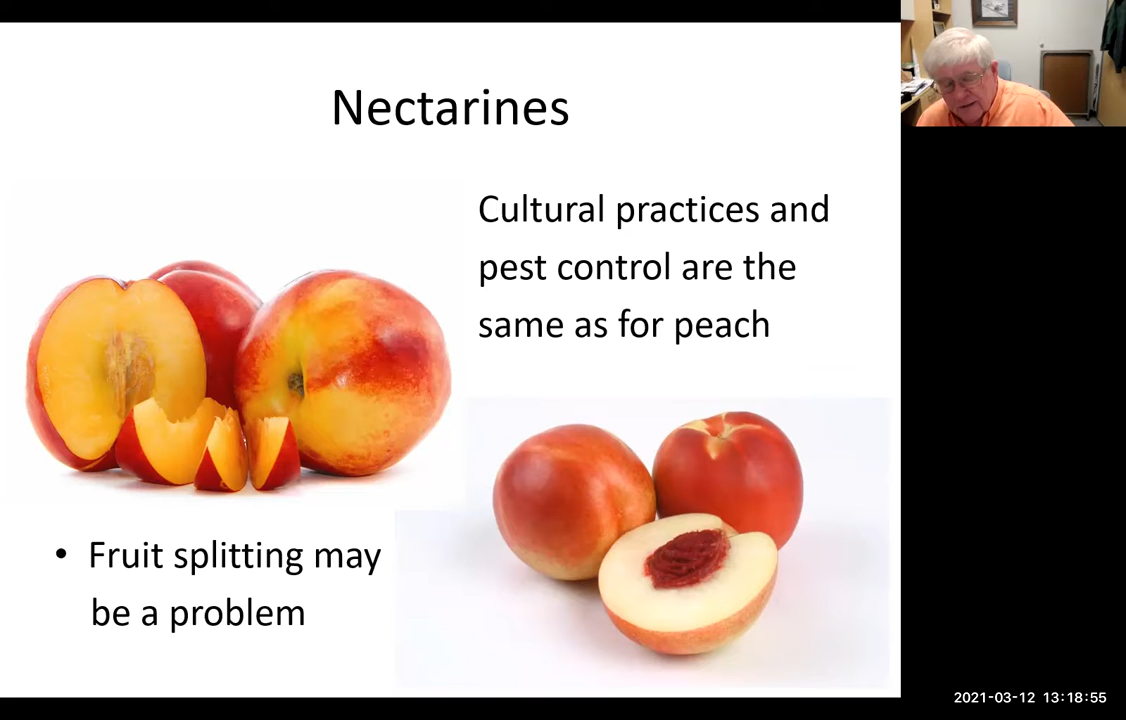 Nectarines
Cultural practices and
pest control are the
same as for peach
• Fruit splitting may
be a problem
2021-03-12 13:18:55